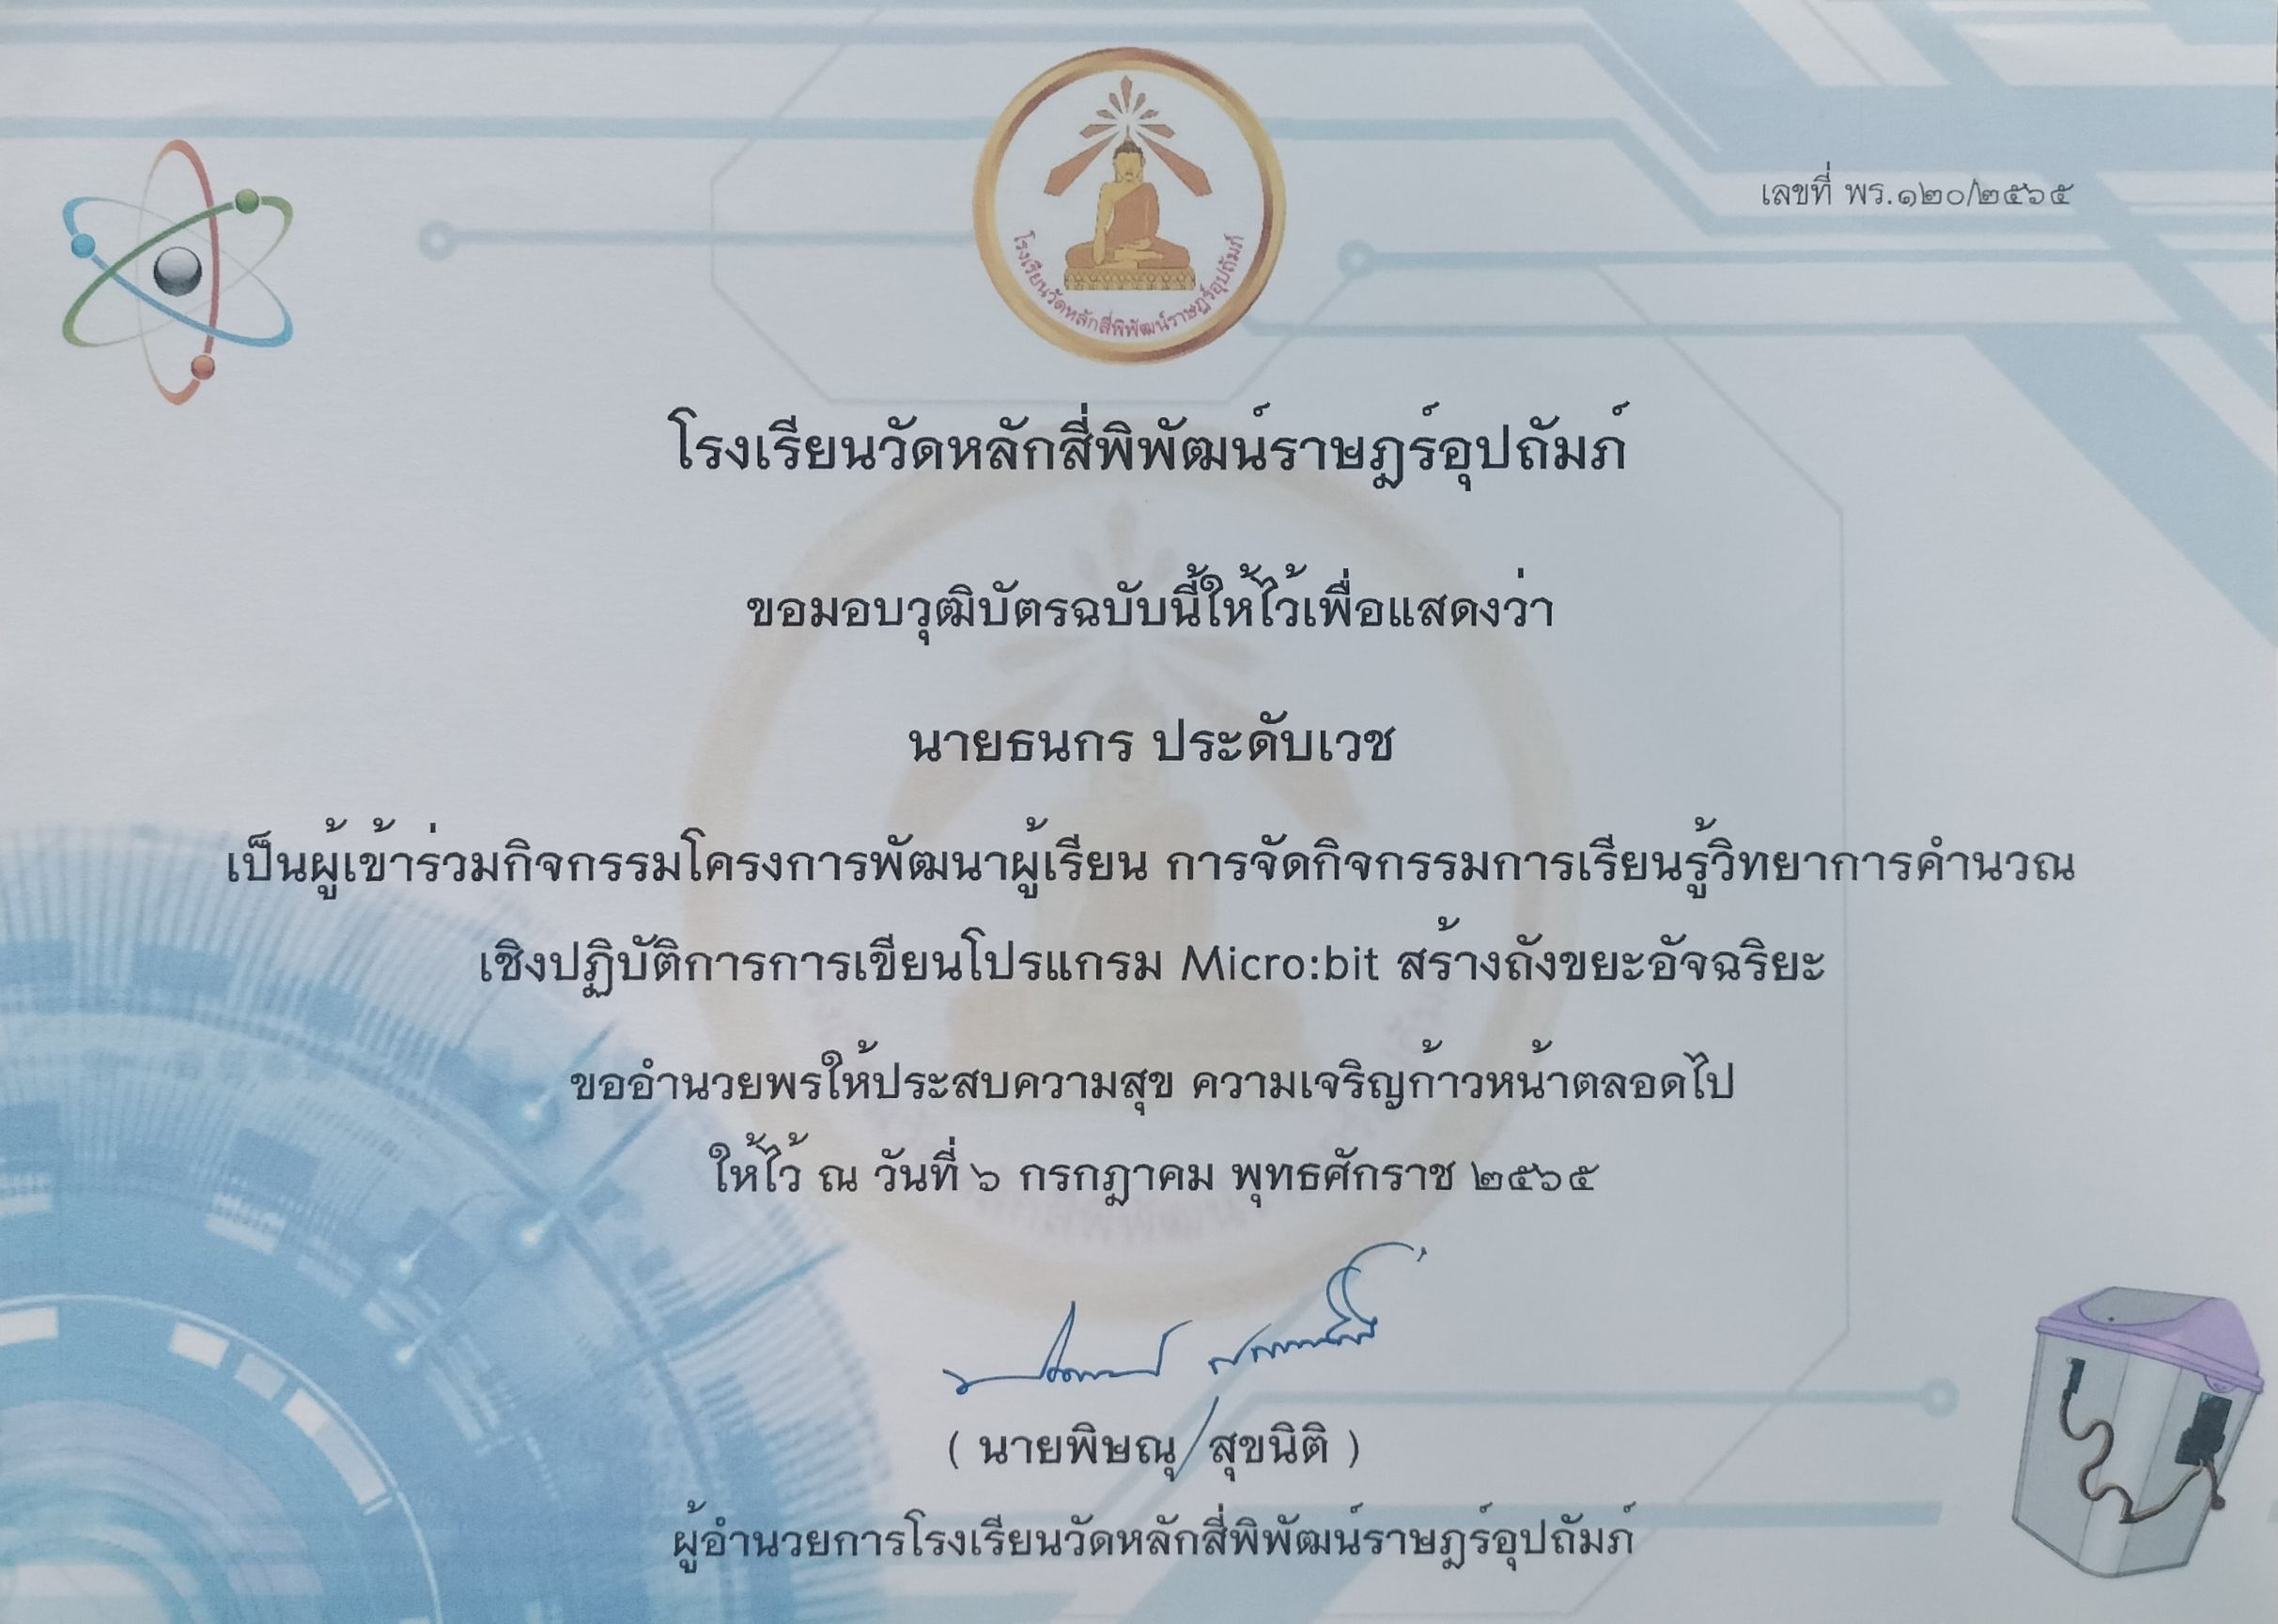 เลขที่ พร.๑๒๐/๒๕๖๕
โรงเรียนวัดหลักสี่พิพัฒน์ราษฎร์อุปถัมภ์
โรงเรียนวัดหลักสี่พิพัฒน์ราษฎร์อุปถัมภ์
ขอมอบวุฒิบัตรฉบับนี้ให้ไว้เพื่อแสดงว่า
นายธนกร ประดับเวช
เป็นผู้เข้าร่วมกิจกรรมโครงการพัฒนาผู้เรียน การจัดกิจกรรมการเรียนรู้วิทยาการคำนวณ
เชิงปฏิบัติการการเขียนโปรแกรม Micro:bit สร้างถังขยะอัจฉริยะ
ขออำนวยพรให้ประสบความสุข ความเจริญก้าวหน้าตลอดไป
ให้ไว้ ณ วันที่ ๖ กรกฎาคม พุทธศักราช ๒๕๖๕
( นายพิษณุ สุขนิติ )
ผู้อำนวยการโรงเรียนวัดหลักสี่พิพัฒน์ราษฎร์อุปถัมภ์